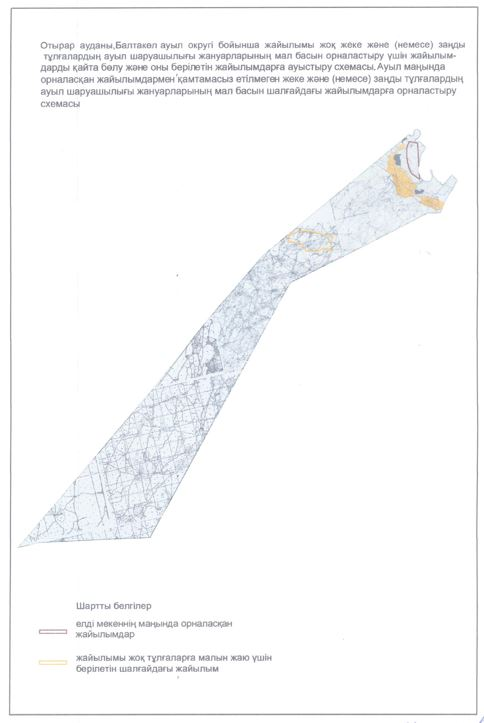 Отырар ауданы,Балтакөл ауыл округі бойынша жайылымы жоқ жеке және (немесе) заңды
тұлғалардың ауыл шаруашылығы жануарларының мал басын орналастыру үшін жайылым-
дарды қайта бөлу және оны берілетін жайылымдарға ауыстыру схемасы. Ауыл маңында
орналасқан жайылымдармен қамтамасыз етілмеген жеке және (немесе) заңды тұлғалардың
ауыл шаруашылығы жануарларының мал басын шалғайдағы жайылымдарға орналастыру
схемасы
Шартты белгілер
елді мекеннің маңында орналасқан
жайылымдар
жайылымы жоқ тұлғаларға малын жаю үшін
берілетін шалғайдағы жайылым